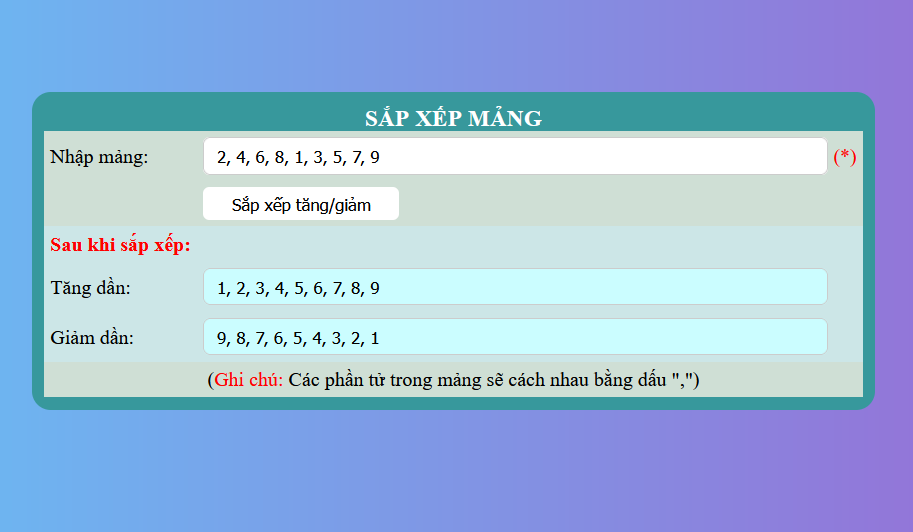 SẮP XẾP MẢNG
Nhập mảng: 2, 4, 6, 8, 1, 3, 5, 7, 9 (*)
Sắp xếp tăng/giảm
Sau khi sắp xếp:
Tăng dần: 1, 2, 3, 4, 5, 6, 7, 8, 9
Giảm dần: 9, 8, 7, 6, 5, 4, 3, 2, 1
(Ghi chú: Các phần tử trong mảng sẽ cách nhau bằng dấu ",")